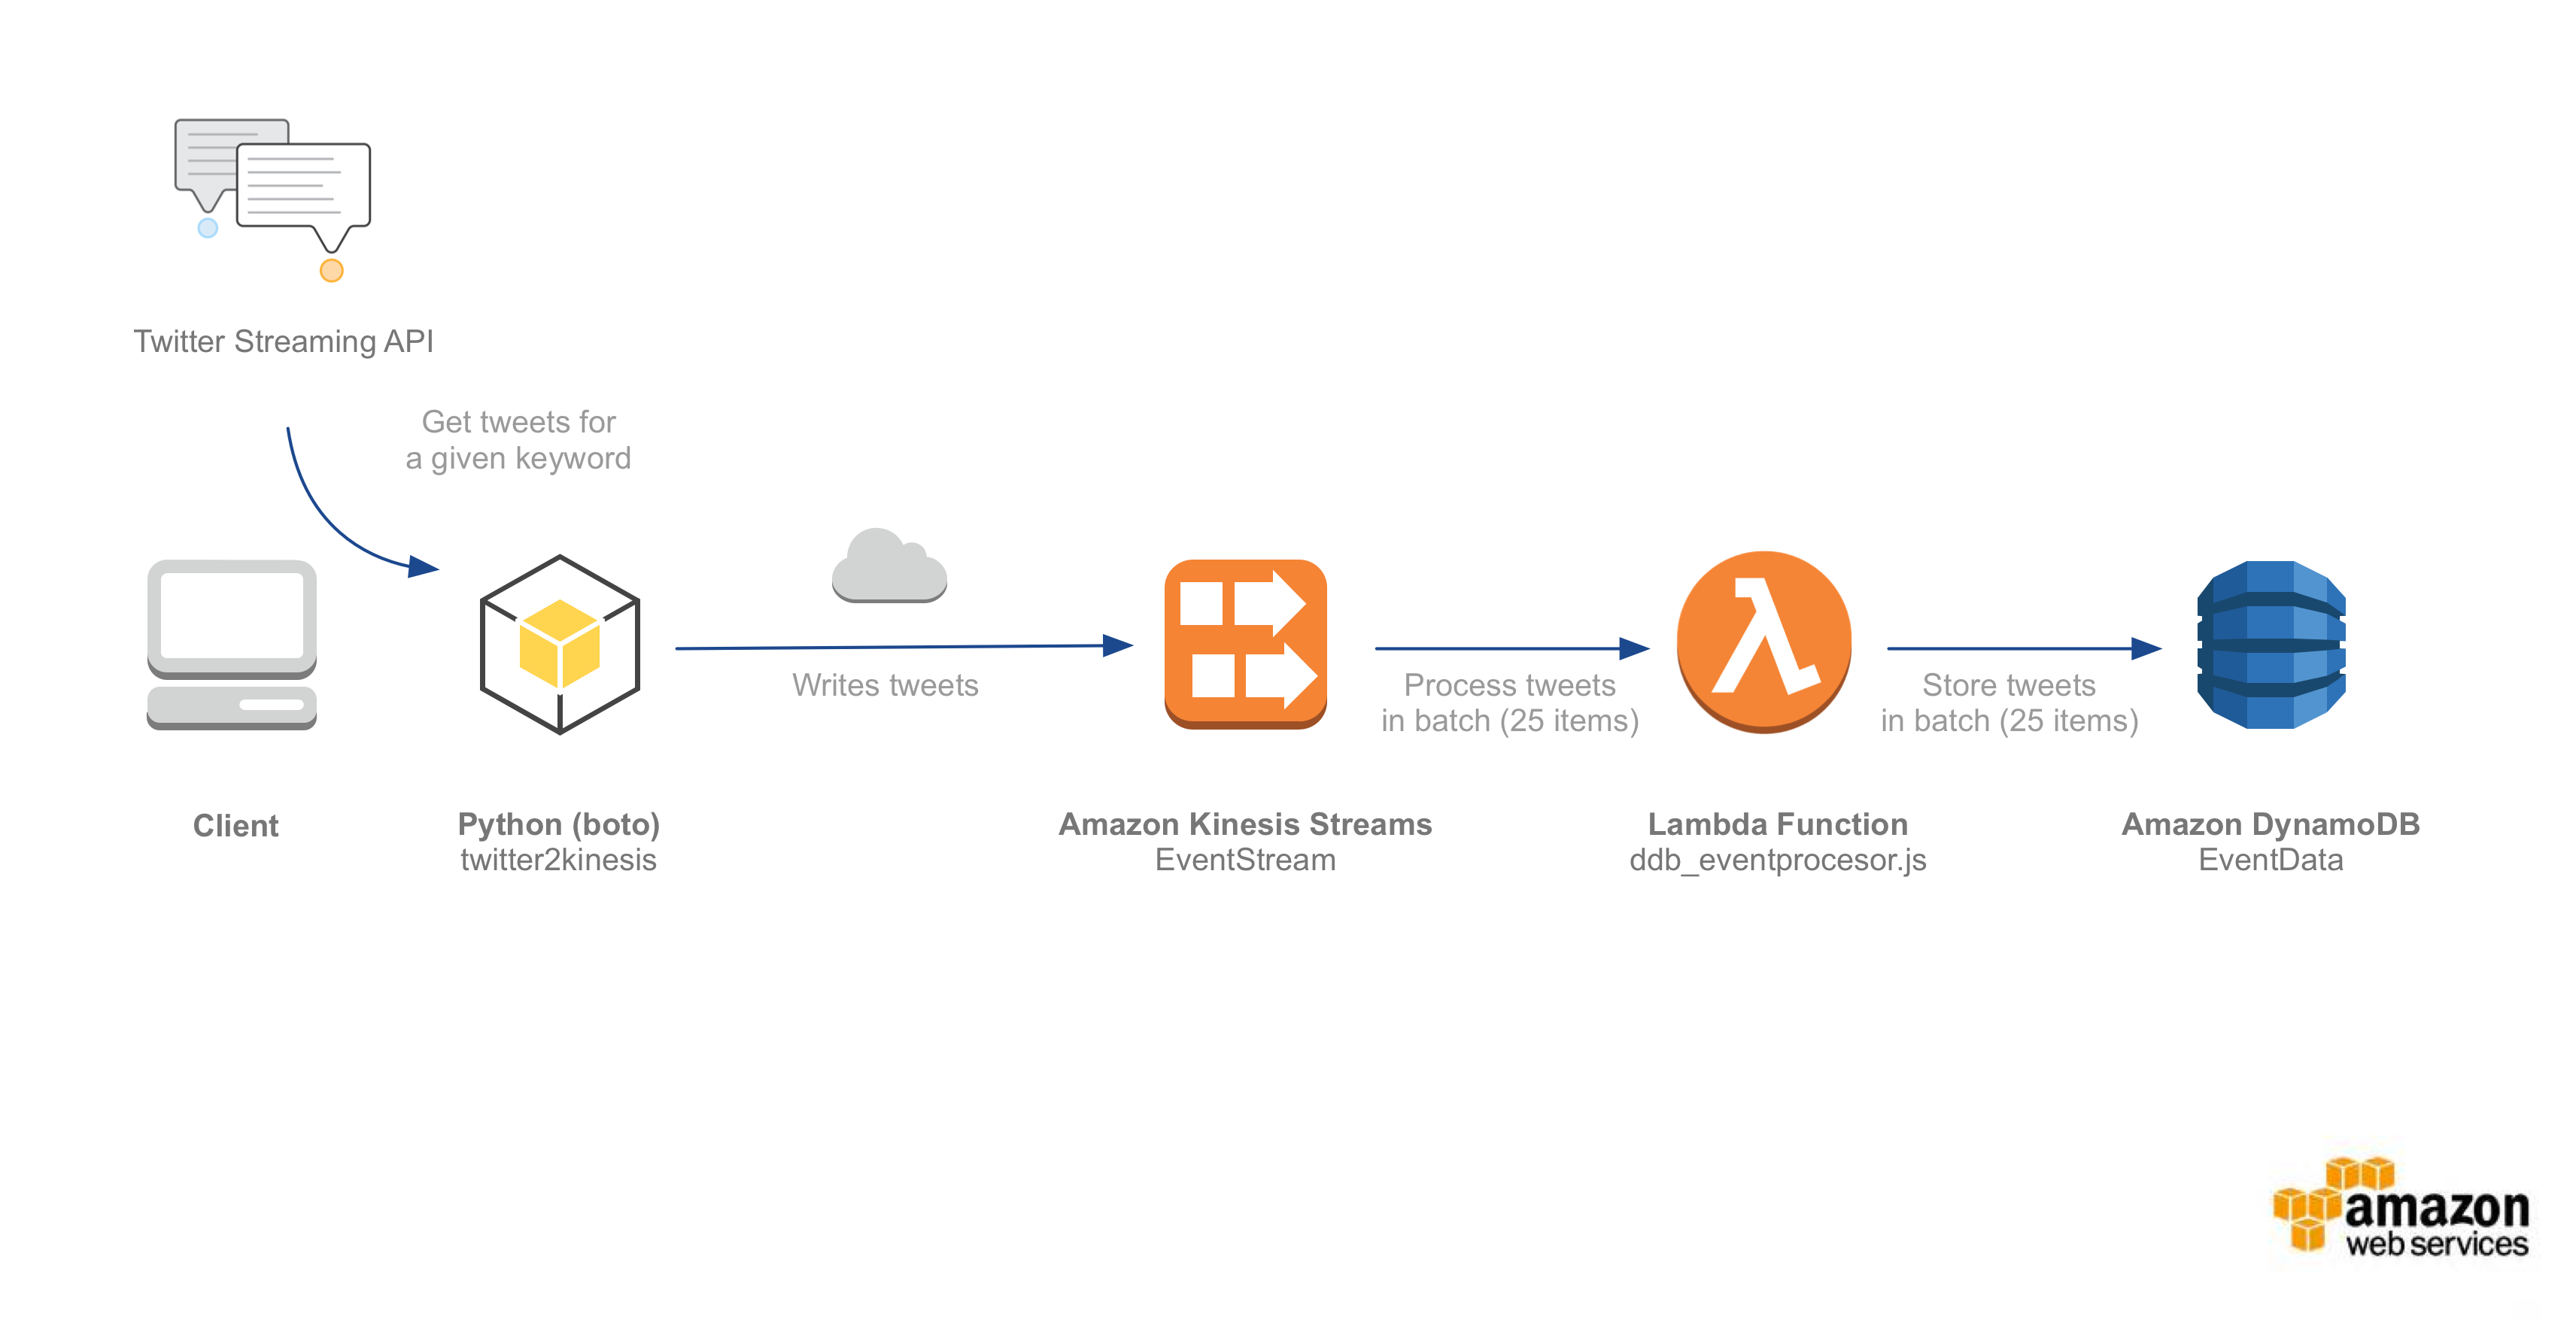 Twitter Streaming API
Get tweets for
a given keyword
Writes tweets
Process tweets
in batch (25 items)
Store tweets
in batch (25 items)
Client
Python (boto)
twitter2kinesis
Amazon Kinesis Streams
EventStream
Lambda Function
ddb_eventprocesor.js
Amazon DynamoDB
EventData
amazon
web services